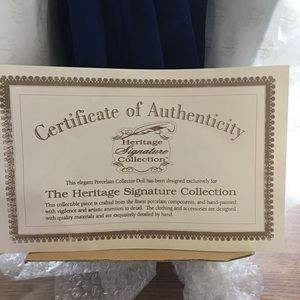 Certificate of Authenticity
Heritage
Signature
Collection
This elegant Porcelain Collector Doll has been designed exclusively for
The Heritage Signature Collection
This collectible piece is crafted from the finest porcelain compounds, and hand-painted
with vigilence and artistic attention to detail. The clothing and accessories are designed
with quality materials and are exquisitely detailed by hand.